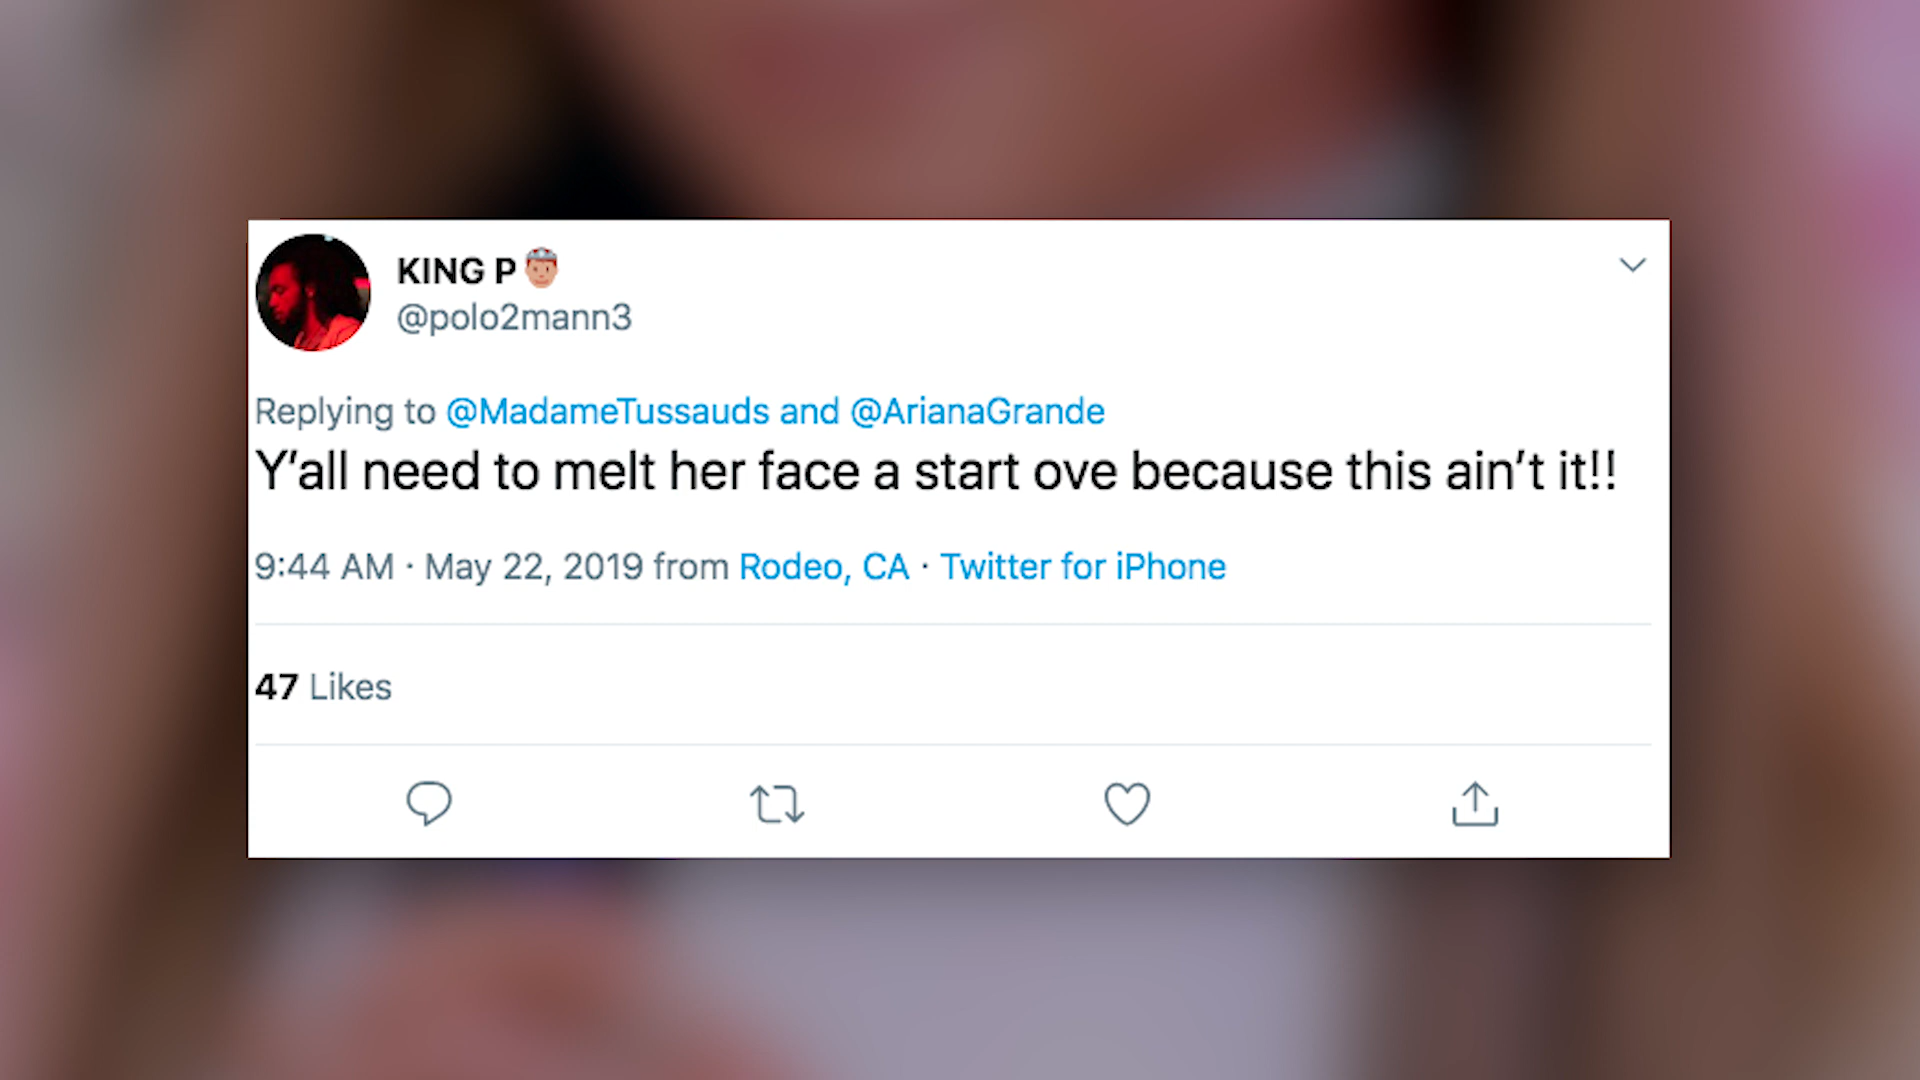 KING P
@polo2mann3
Replying to @MadameTussauds and @ArianaGrande
Y’all need to melt her face a start ove because this ain’t it!!
9:44 AM · May 22, 2019 from Rodeo, CA · Twitter for iPhone
47 Likes